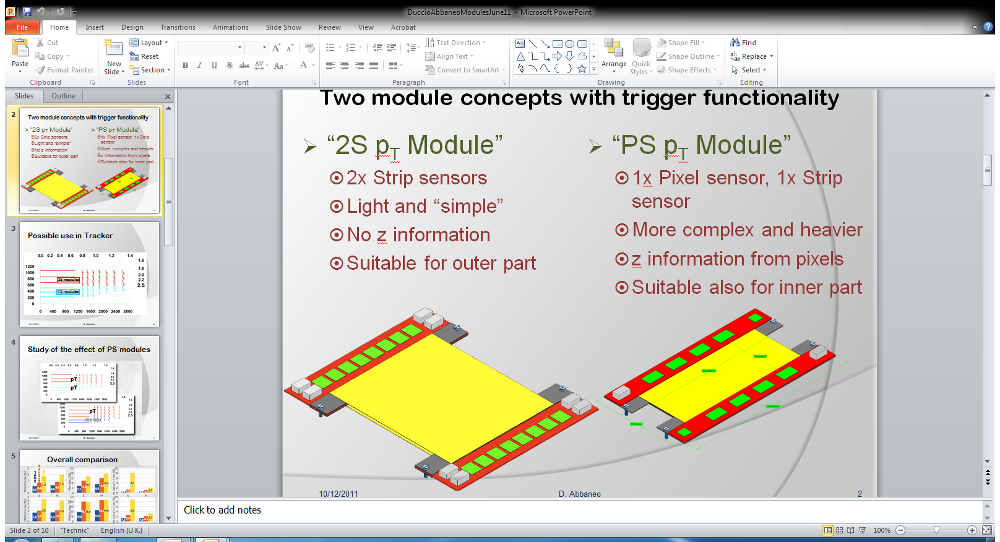 DuccioAbbaneoModulesJune11 - Microsoft PowerPoint
File Home Insert Design Transitions Animations Slide Show Review View Acrobat
Paste
Cut
Copy
Format Painter
Clipboard
New
Slide
Layout
Reset
Section
Slides
B I U S abc AV Aa A
Font
Text Direction
Align Text
Convert to SmartArt
Paragraph
Arrange
Quick
Styles
Shape Fill
Shape Outline
Shape Effects
Drawing
Find
Replace
Select
Editing
Slides Outline
2
Two module concepts with trigger functionality
“2S pT Module”
2x Strip sensors
Light and “simple”
No z information
Suitable for outer part
“PS pT Module”
1x Pixel sensor, 1x Strip
sensor
More complex and heavier
z information from pixels
Suitable also for inner part
3
Possible use in Tracker
0.0 0.2 0.4 0.6 0.8 1.0 1.2 1.4
1.6
1.8
2.0
2.2
2.5
1200
1000
800
600
400
200
0
2S modules
PS modules
0 400 800 1200 1600 2000 2400 2800
4
Study of the effect of PS modules
pT
pT
pT
stereo
5
Overall comparison
Two module concepts with trigger functionality
“2S pT Module”
2x Strip sensors
Light and “simple”
No z information
Suitable for outer part
“PS pT Module”
1x Pixel sensor, 1x Strip
sensor
More complex and heavier
z information from pixels
Suitable also for inner part
10/12/2011 D. Abbaneo 2
Click to add notes
Slide 2 of 10 "Technic" English (U.K.) 100%